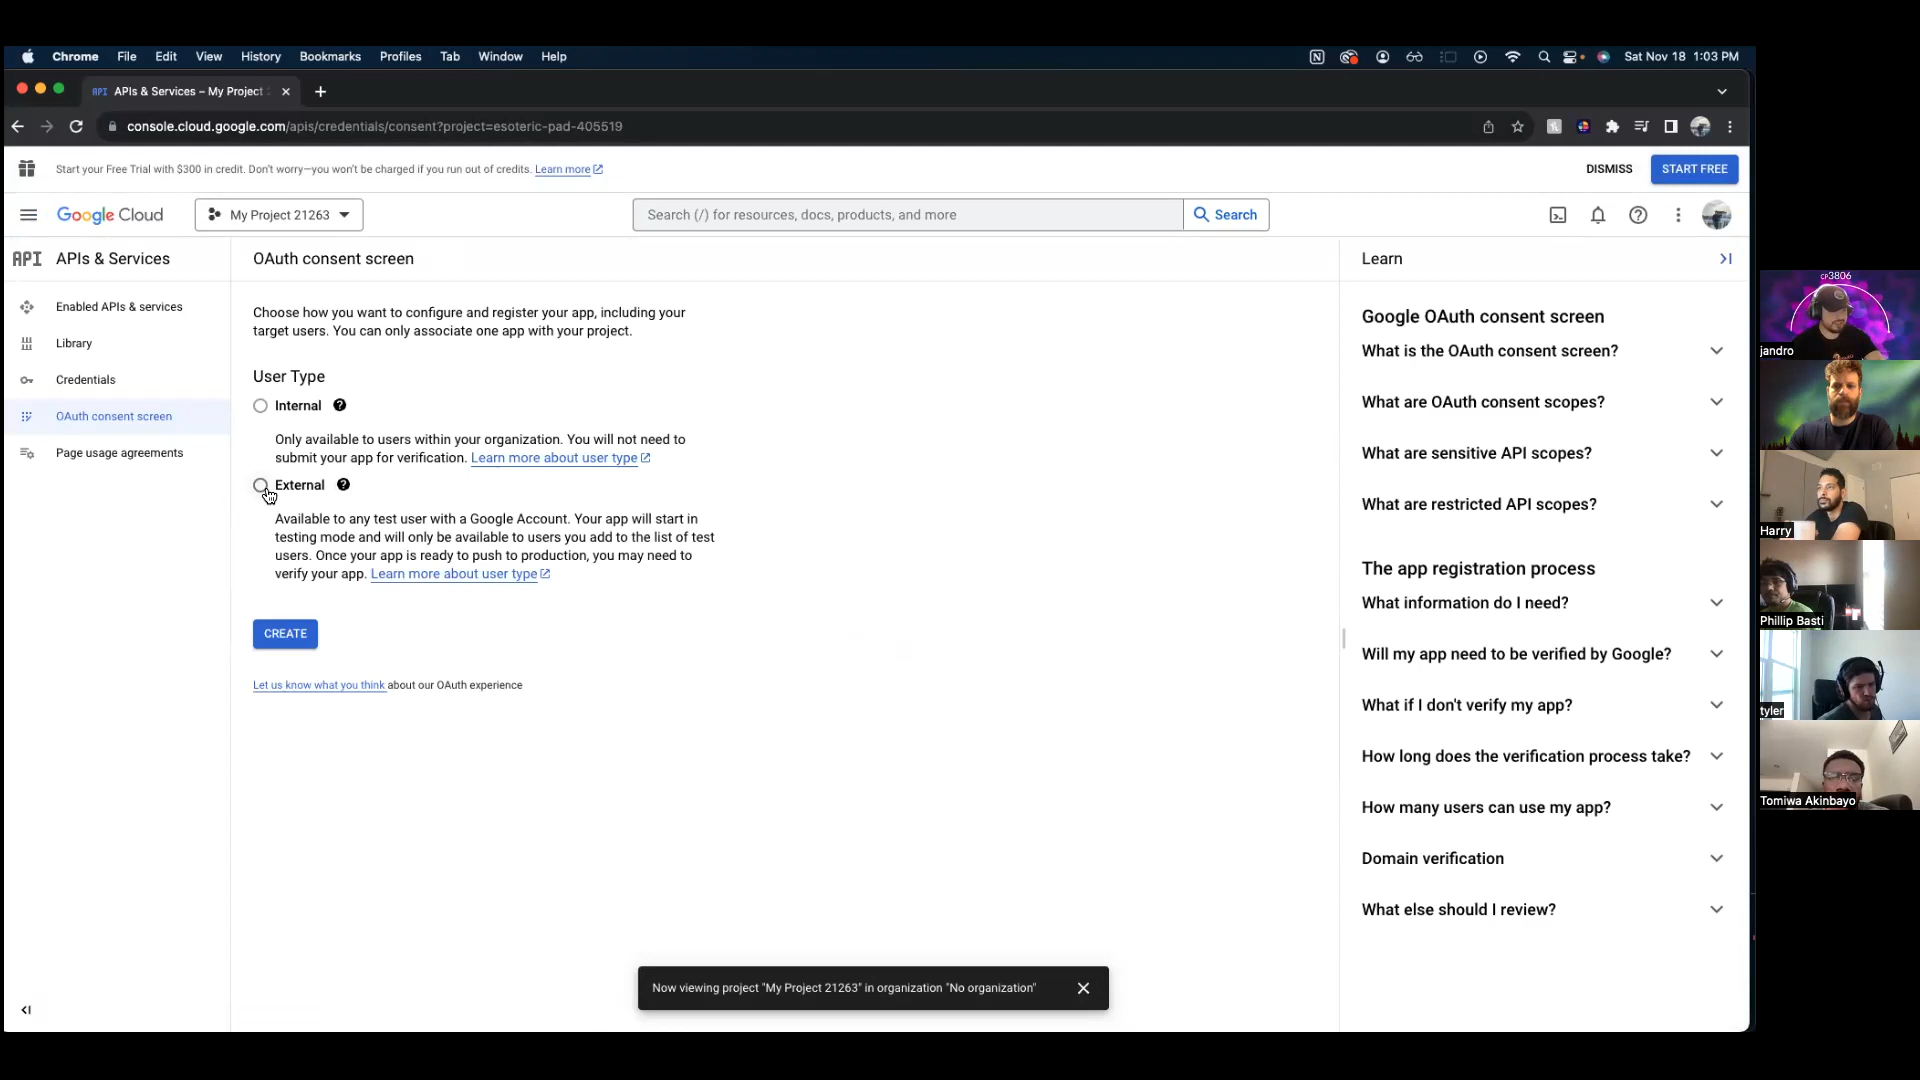 Chrome File Edit View History Bookmarks Profiles Tab Window Help
Sat Nov 18 1:03 PM
API APIs & Services – My Project
console.cloud.google.com/apis/credentials/consent?project=esoteric-pad-405519
Start your Free Trial with $300 in credit. Don't worry—you won't be charged if you run out of credits. Learn more
DISMISS
START FREE
Google Cloud
My Project 21263
Search (/) for resources, docs, products, and more
Search
API APIs & Services
Enabled APIs & services
Library
Credentials
OAuth consent screen
Page usage agreements
OAuth consent screen
Choose how you want to configure and register your app, including your
target users. You can only associate one app with your project.
User Type
Internal
Only available to users within your organization. You will not need to
submit your app for verification. Learn more about user type
External
Available to any test user with a Google Account. Your app will start in
testing mode and will only be available to users you add to the list of test
users. Once your app is ready to push to production, you may need to
verify your app. Learn more about user type
CREATE
Let us know what you think about our OAuth experience
Learn
Google OAuth consent screen
What is the OAuth consent screen?
What are OAuth consent scopes?
What are sensitive API scopes?
What are restricted API scopes?
The app registration process
What information do I need?
Will my app need to be verified by Google?
What if I don't verify my app?
How long does the verification process take?
How many users can use my app?
Domain verification
What else should I review?
Now viewing project "My Project 21263" in organization "No organization"
CP3806
jandro
Harry
Phillip Basti
tyler
Tomiwa Akinbayo